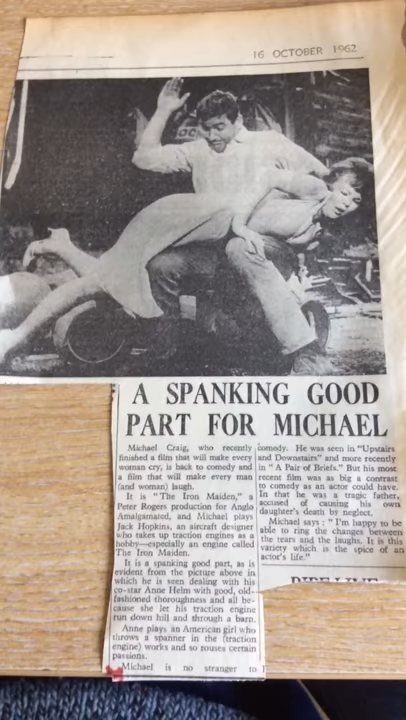 16 OCTOBER 1962
A SPANKING GOOD
PART FOR MICHAEL
Michael Craig, who recently
finished a film that will make every
woman cry, is back to comedy and
a film that will make every man
(and woman) laugh.
It is "The Iron Maiden," a
Peter Rogers production for Anglo
Amalgamated, and Michael plays
Jack Hopkins, an aircraft designer
who takes up traction engines as a
hobby—especially an engine called
The Iron Maiden.
It is a spanking good part, as is
evident from the picture above in
which he is seen dealing with his
co-star Anne Helm with good, old-
fashioned thoroughness and all be-
cause she let his traction engine
run down hill and through a barn.
Anne plays an American girl who
throws a spanner in the (traction
engine) works and so rouses certain
passions.
Michael is no stranger to
comedy. He was seen in "Upstairs
and Downstairs" and more recently
in "A Pair of Briefs." But his most
recent film was as big a contrast
to comedy as an actor could have.
In that he was a tragic father,
accused of causing his own
daughter's death by neglect.
Michael says: "I'm happy to be
able to ring the changes between
the tears and the laughs. It is this
variety which is the spice of an
actor's life."